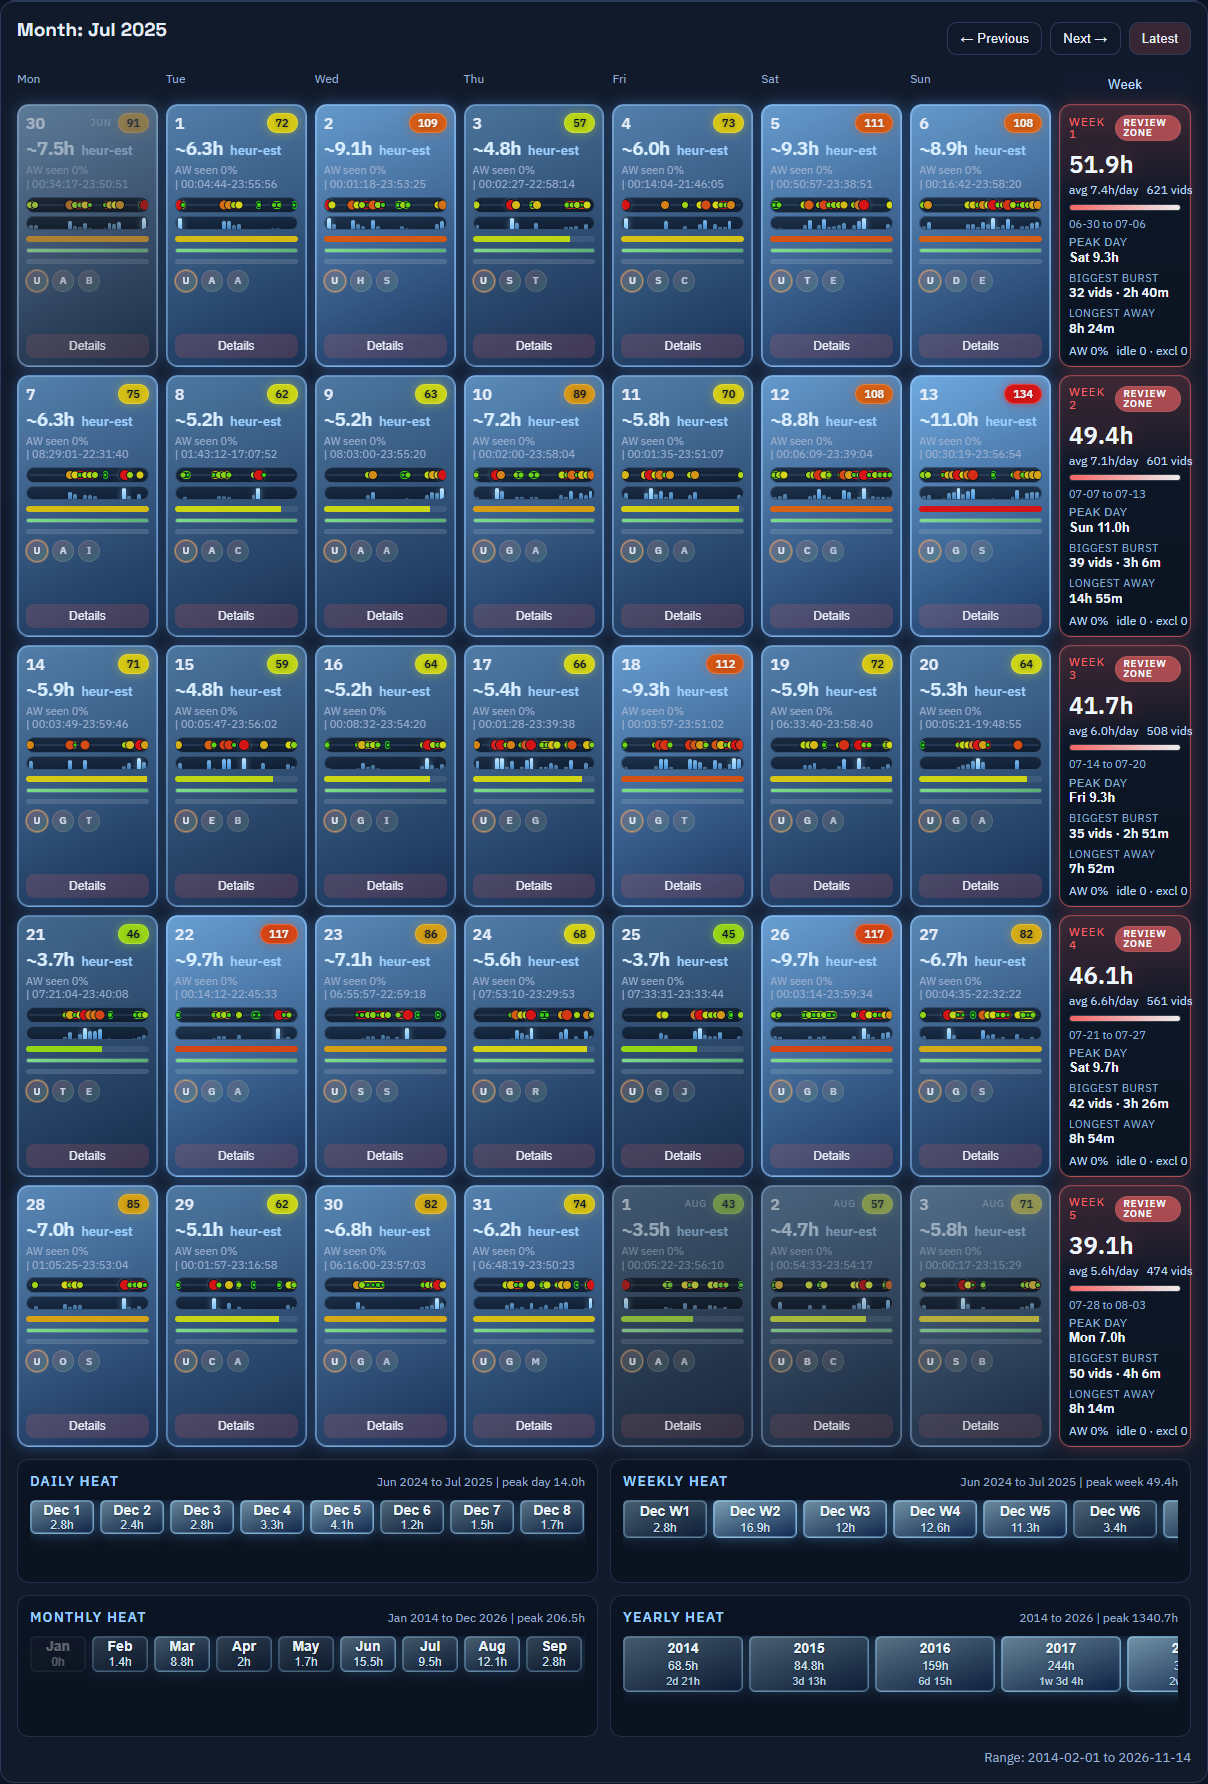 Month: Jul 2025
← Previous
Next →
Latest
Mon Tue Wed Thu Fri Sat Sun Week
30 JUN 91
~7.5h heur-est
AW seen 0%
| 00:34:17-23:50:51
U A B
Details
1 72
~6.3h heur-est
AW seen 0%
| 00:04:44-23:55:56
U A A
Details
2 109
~9.1h heur-est
AW seen 0%
| 00:01:18-23:53:25
U H S
Details
3 57
~4.8h heur-est
AW seen 0%
| 00:02:27-22:58:14
U S T
Details
4 73
~6.0h heur-est
AW seen 0%
| 00:14:04-21:46:05
U S C
Details
5 111
~9.3h heur-est
AW seen 0%
| 00:50:57-23:38:51
U T E
Details
6 108
~8.9h heur-est
AW seen 0%
| 00:16:42-23:58:20
U D E
Details
WEEK 1 REVIEW ZONE
51.9h
avg 7.4h/day 621 vids
06-30 to 07-06
PEAK DAY
Sat 9.3h
BIGGEST BURST
32 vids · 2h 40m
LONGEST AWAY
8h 24m
AW 0% idle 0 · excl 0
7 75
~6.3h heur-est
AW seen 0%
| 08:29:01-22:31:40
U A I
Details
8 62
~5.2h heur-est
AW seen 0%
| 01:43:12-17:07:52
U A C
Details
9 63
~5.2h heur-est
AW seen 0%
| 08:03:00-23:55:20
U A A
Details
10 89
~7.2h heur-est
AW seen 0%
| 00:02:00-23:58:04
U G A
Details
11 70
~5.8h heur-est
AW seen 0%
| 00:01:35-23:51:07
U G A
Details
12 108
~8.8h heur-est
AW seen 0%
| 00:06:09-23:39:04
U C G
Details
13 134
~11.0h heur-est
AW seen 0%
| 00:30:19-23:56:54
U G S
Details
WEEK 2 REVIEW ZONE
49.4h
avg 7.1h/day 601 vids
07-07 to 07-13
PEAK DAY
Sun 11.0h
BIGGEST BURST
39 vids · 3h 6m
LONGEST AWAY
14h 55m
AW 0% idle 0 · excl 0
14 71
~5.9h heur-est
AW seen 0%
| 00:03:49-23:59:46
U G T
Details
15 59
~4.8h heur-est
AW seen 0%
| 00:05:47-23:56:02
U E B
Details
16 64
~5.2h heur-est
AW seen 0%
| 00:08:32-23:54:20
U G I
Details
17 66
~5.4h heur-est
AW seen 0%
| 00:01:28-23:39:38
U E G
Details
18 112
~9.3h heur-est
AW seen 0%
| 00:03:57-23:51:02
U G T
Details
19 72
~5.9h heur-est
AW seen 0%
| 06:33:40-23:58:40
U G A
Details
20 64
~5.3h heur-est
AW seen 0%
| 00:05:21-19:48:55
U G A
Details
WEEK 3 REVIEW ZONE
41.7h
avg 6.0h/day 508 vids
07-14 to 07-20
PEAK DAY
Fri 9.3h
BIGGEST BURST
35 vids · 2h 51m
LONGEST AWAY
7h 52m
AW 0% idle 0 · excl 0
21 46
~3.7h heur-est
AW seen 0%
| 07:21:04-23:40:08
U T E
Details
22 117
~9.7h heur-est
AW seen 0%
| 00:14:12-22:45:33
U G A
Details
23 86
~7.1h heur-est
AW seen 0%
| 06:55:57-22:59:18
U S S
Details
24 68
~5.6h heur-est
AW seen 0%
| 07:53:10-23:29:53
U G R
Details
25 45
~3.7h heur-est
AW seen 0%
| 07:33:31-23:33:44
U G J
Details
26 117
~9.7h heur-est
AW seen 0%
| 00:03:14-23:59:34
U G B
Details
27 82
~6.7h heur-est
AW seen 0%
| 00:04:35-22:32:22
U G S
Details
WEEK 4 REVIEW ZONE
46.1h
avg 6.6h/day 561 vids
07-21 to 07-27
PEAK DAY
Sat 9.7h
BIGGEST BURST
42 vids · 3h 26m
LONGEST AWAY
8h 54m
AW 0% idle 0 · excl 0
28 85
~7.0h heur-est
AW seen 0%
| 01:05:25-23:53:04
U O S
Details
29 62
~5.1h heur-est
AW seen 0%
| 00:01:57-23:16:58
U C A
Details
30 82
~6.8h heur-est
AW seen 0%
| 06:16:00-23:57:03
U G A
Details
31 74
~6.2h heur-est
AW seen 0%
| 06:48:19-23:50:23
U G M
Details
1 AUG 43
~3.5h heur-est
AW seen 0%
| 00:05:22-23:56:10
U A A
Details
2 AUG 57
~4.7h heur-est
AW seen 0%
| 00:54:33-23:54:17
U B C
Details
3 AUG 71
~5.8h heur-est
AW seen 0%
| 00:00:17-23:15:29
U S B
Details
WEEK 5 REVIEW ZONE
39.1h
avg 5.6h/day 474 vids
07-28 to 08-03
PEAK DAY
Mon 7.0h
BIGGEST BURST
50 vids · 4h 6m
LONGEST AWAY
8h 14m
AW 0% idle 0 · excl 0
DAILY HEAT
Jun 2024 to Jul 2025 | peak day 14.0h
Dec 1 Dec 2 Dec 3 Dec 4 Dec 5 Dec 6 Dec 7 Dec 8
2.8h 2.4h 2.8h 3.3h 4.1h 1.2h 1.5h 1.7h
WEEKLY HEAT
Jun 2024 to Jul 2025 | peak week 49.4h
Dec W1 Dec W2 Dec W3 Dec W4 Dec W5 Dec W6
2.8h 16.9h 12h 12.6h 11.3h 3.4h
MONTHLY HEAT
Jan 2014 to Dec 2026 | peak 206.5h
Jan Feb Mar Apr May Jun Jul Aug Sep
0h 1.4h 8.8h 2h 1.7h 15.5h 9.5h 12.1h 2.8h
YEARLY HEAT
2014 to 2026 | peak 1340.7h
2014 2015 2016 2017
68.5h 84.8h 159h 244h
2d 21h 3d 13h 6d 15h 1w 3d 4h
Range: 2014-02-01 to 2026-11-14